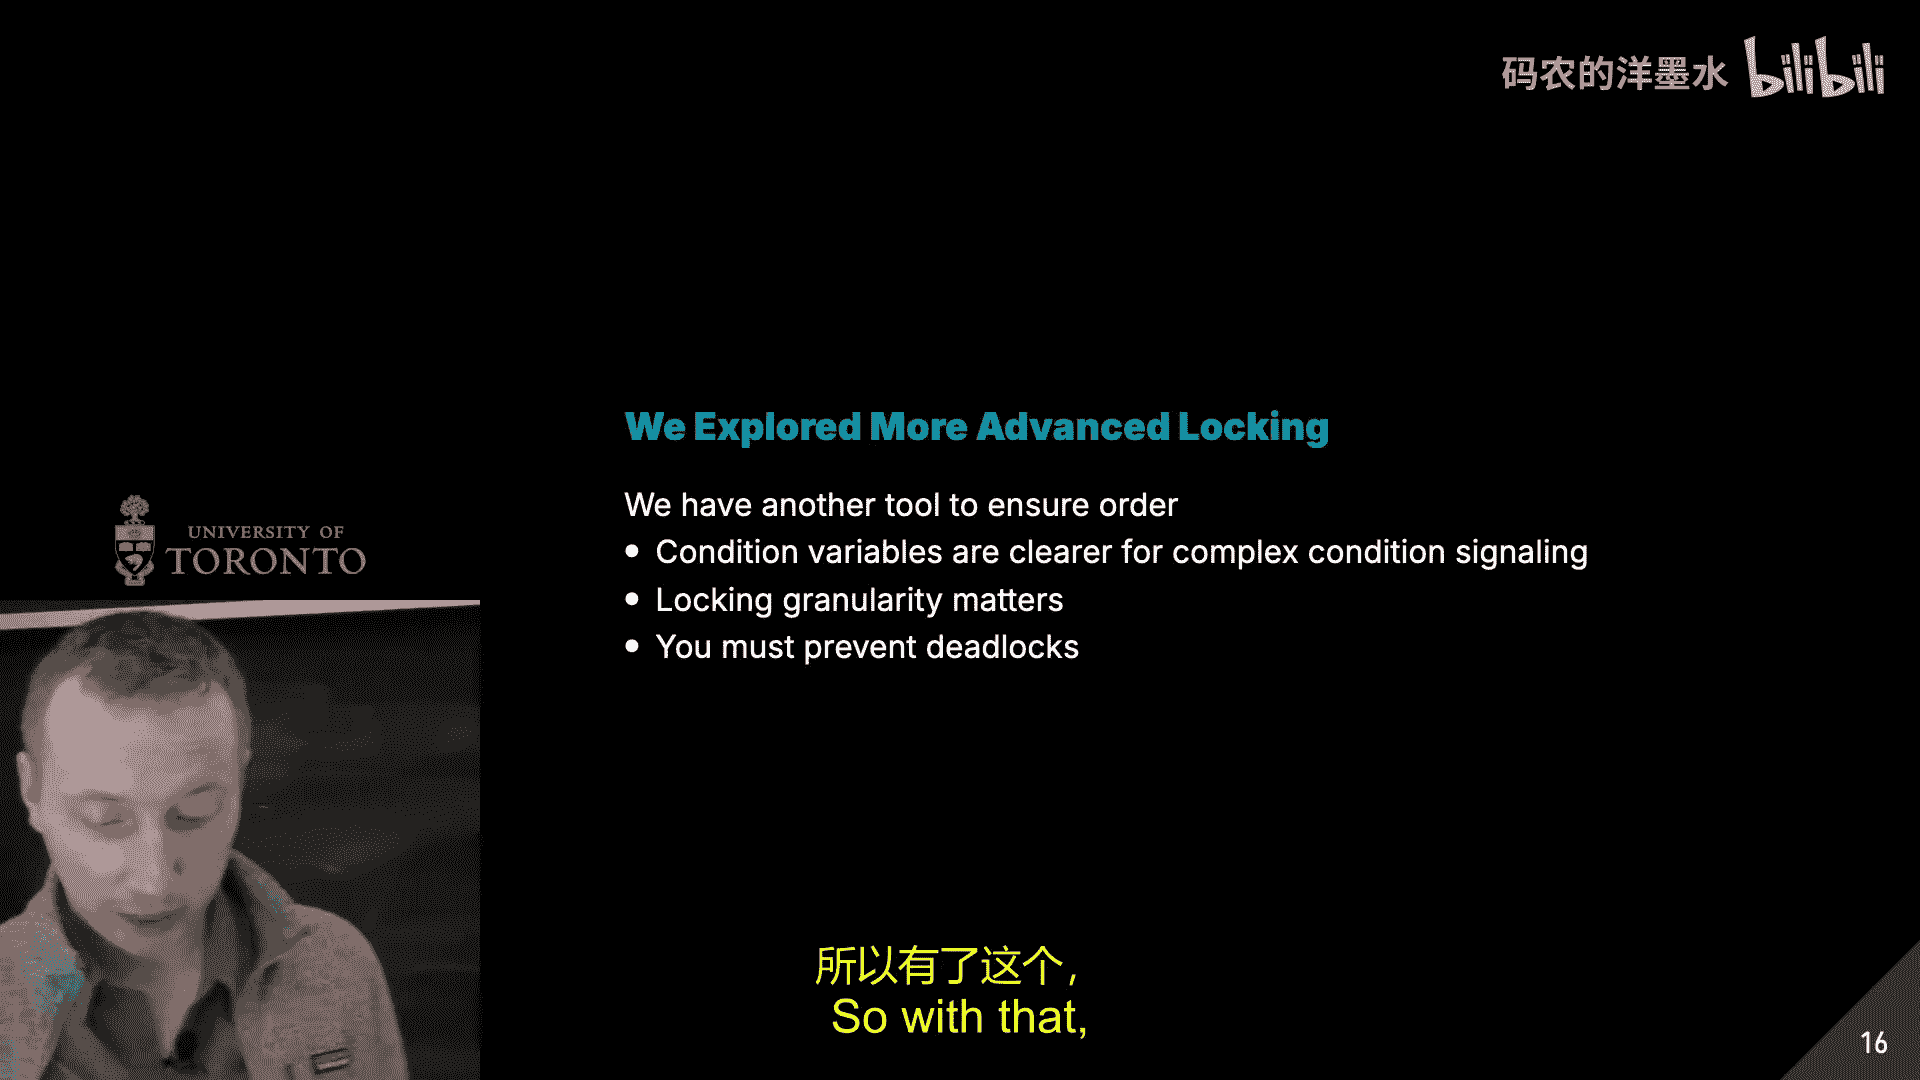 码农的洋墨水 bilibili
We Explored More Advanced Locking
We have another tool to ensure order
• Condition variables are clearer for complex condition signaling
• Locking granularity matters
• You must prevent deadlocks
UNIVERSITY OF
TORONTO
所以有了这个，
So with that,
16